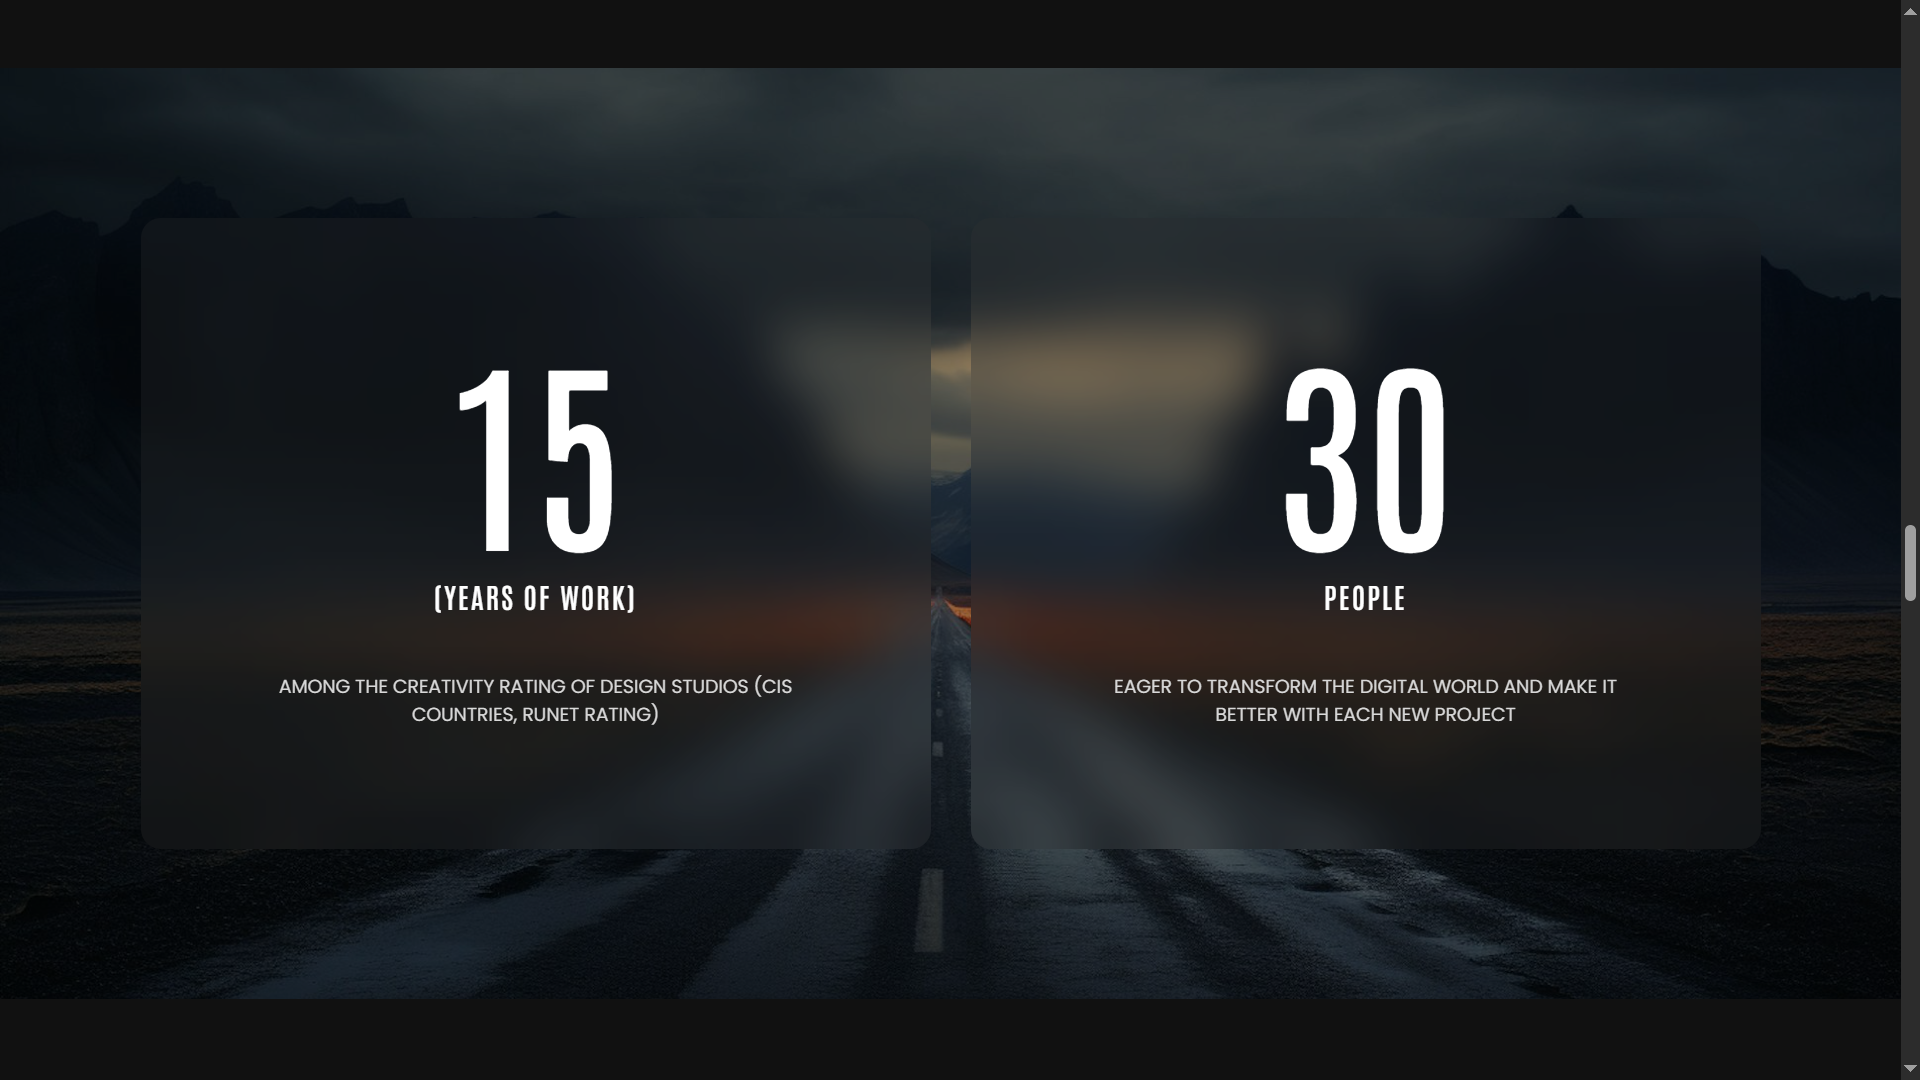 15
(YEARS OF WORK)
AMONG THE CREATIVITY RATING OF DESIGN STUDIOS (CIS
COUNTRIES, RUNET RATING)
30
PEOPLE
EAGER TO TRANSFORM THE DIGITAL WORLD AND MAKE IT
BETTER WITH EACH NEW PROJECT